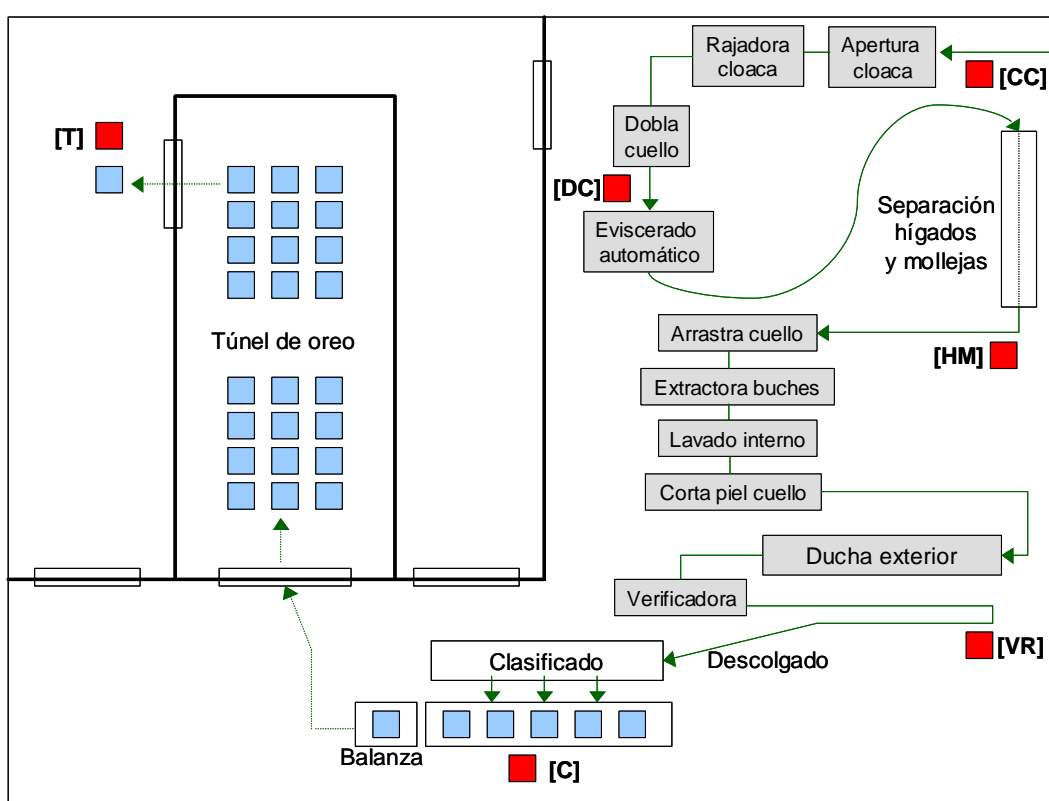 Rajadora
cloaca
Apertura
cloaca
[CC]
[T]
Dobla
cuello
[DC]
Eviscerado
automático
Separación
hígados
y mollejas
Túnel de oreo
Arrastra cuello
[HM]
Extractora buches
Lavado interno
Corta piel cuello
Ducha exterior
Verificadora
[VR]
Clasificado
Descolgado
Balanza
[C]